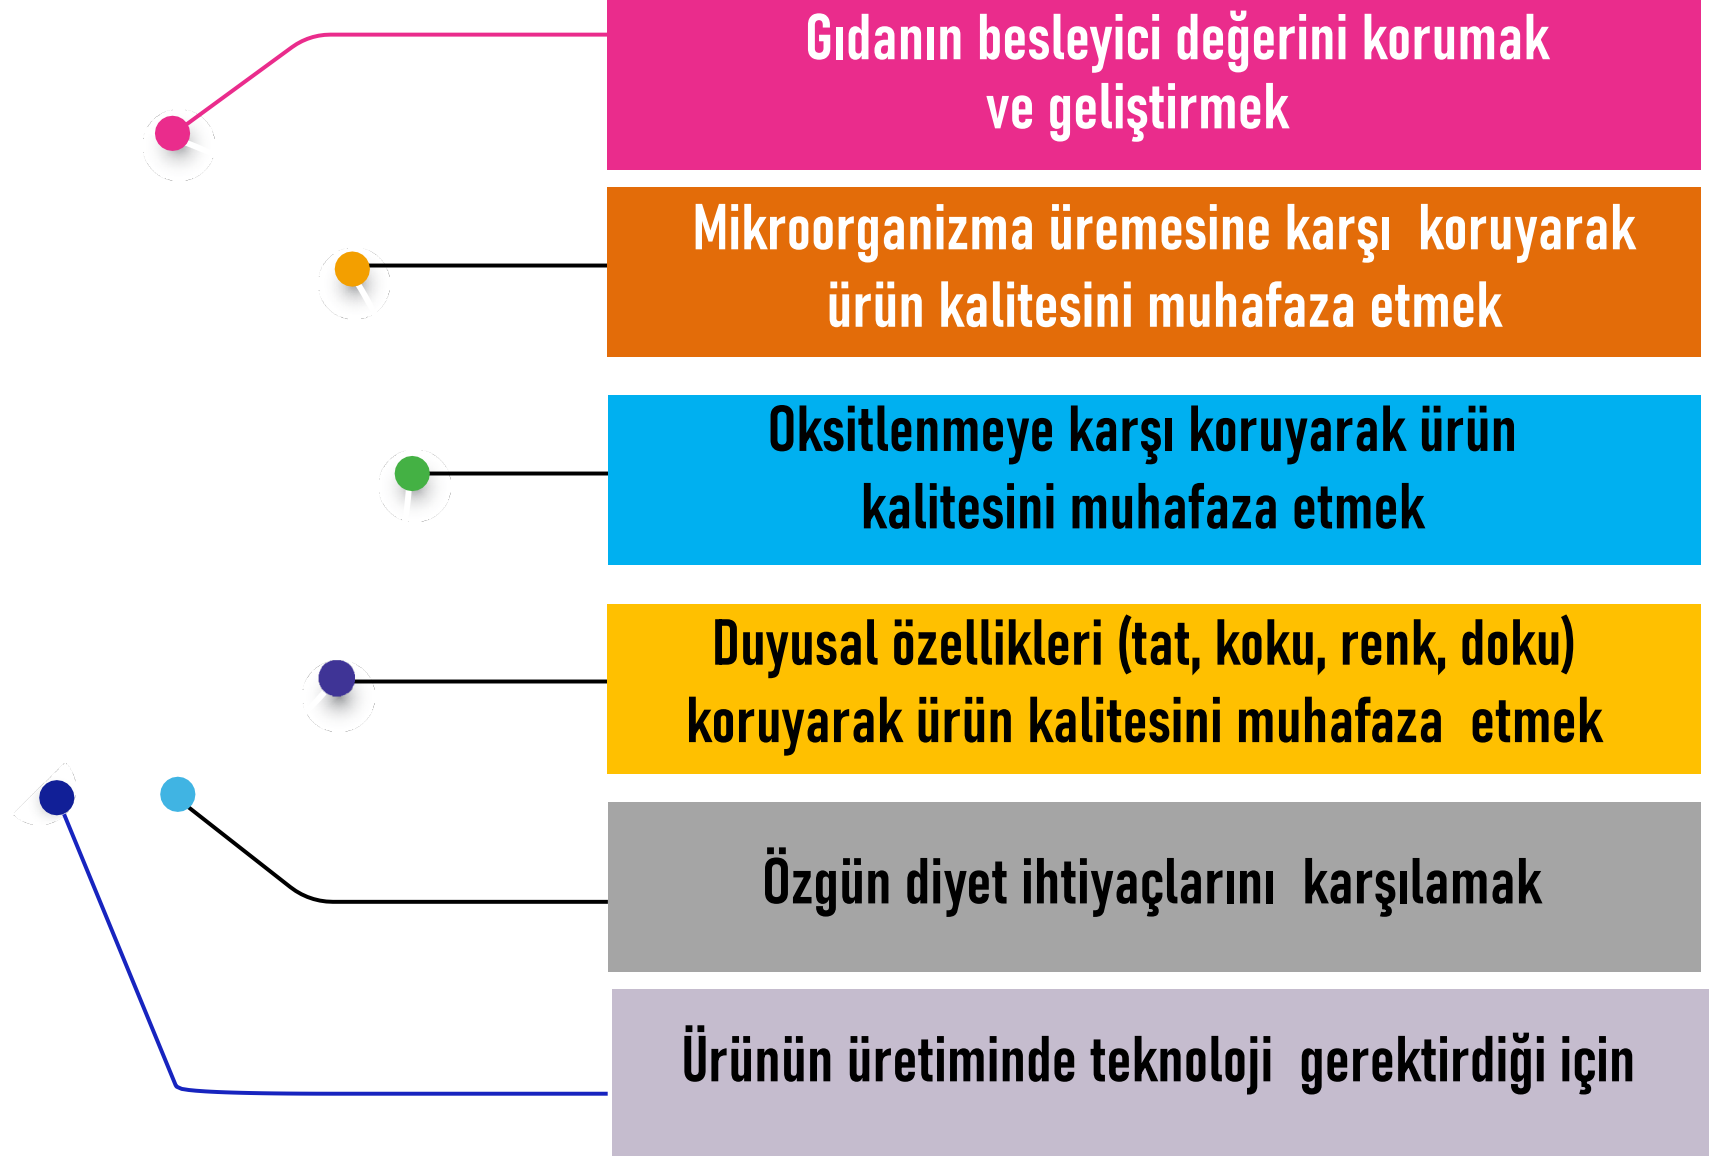 Gıdanın besleyici değerini korumak
ve geliştirmek
Mikroorganizma üremesine karşı koruyarak
ürün kalitesini muhafaza etmek
Oksitlenmeye karşı koruyarak ürün
kalitesini muhafaza etmek
Duyusal özellikleri (tat, koku, renk, doku)
koruyarak ürün kalitesini muhafaza etmek
Özgün diyet ihtiyaçlarını karşılamak
Ürünün üretiminde teknoloji gerektirdiği için